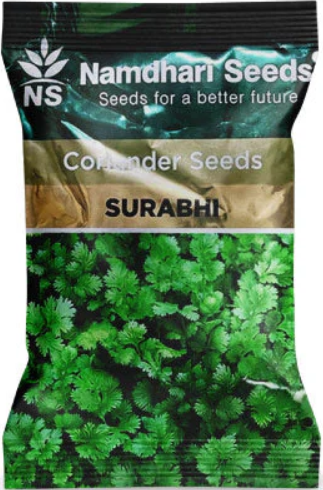 Namdhari Seeds
NS
Seeds for a better future
Coriander Seeds
SURABHI